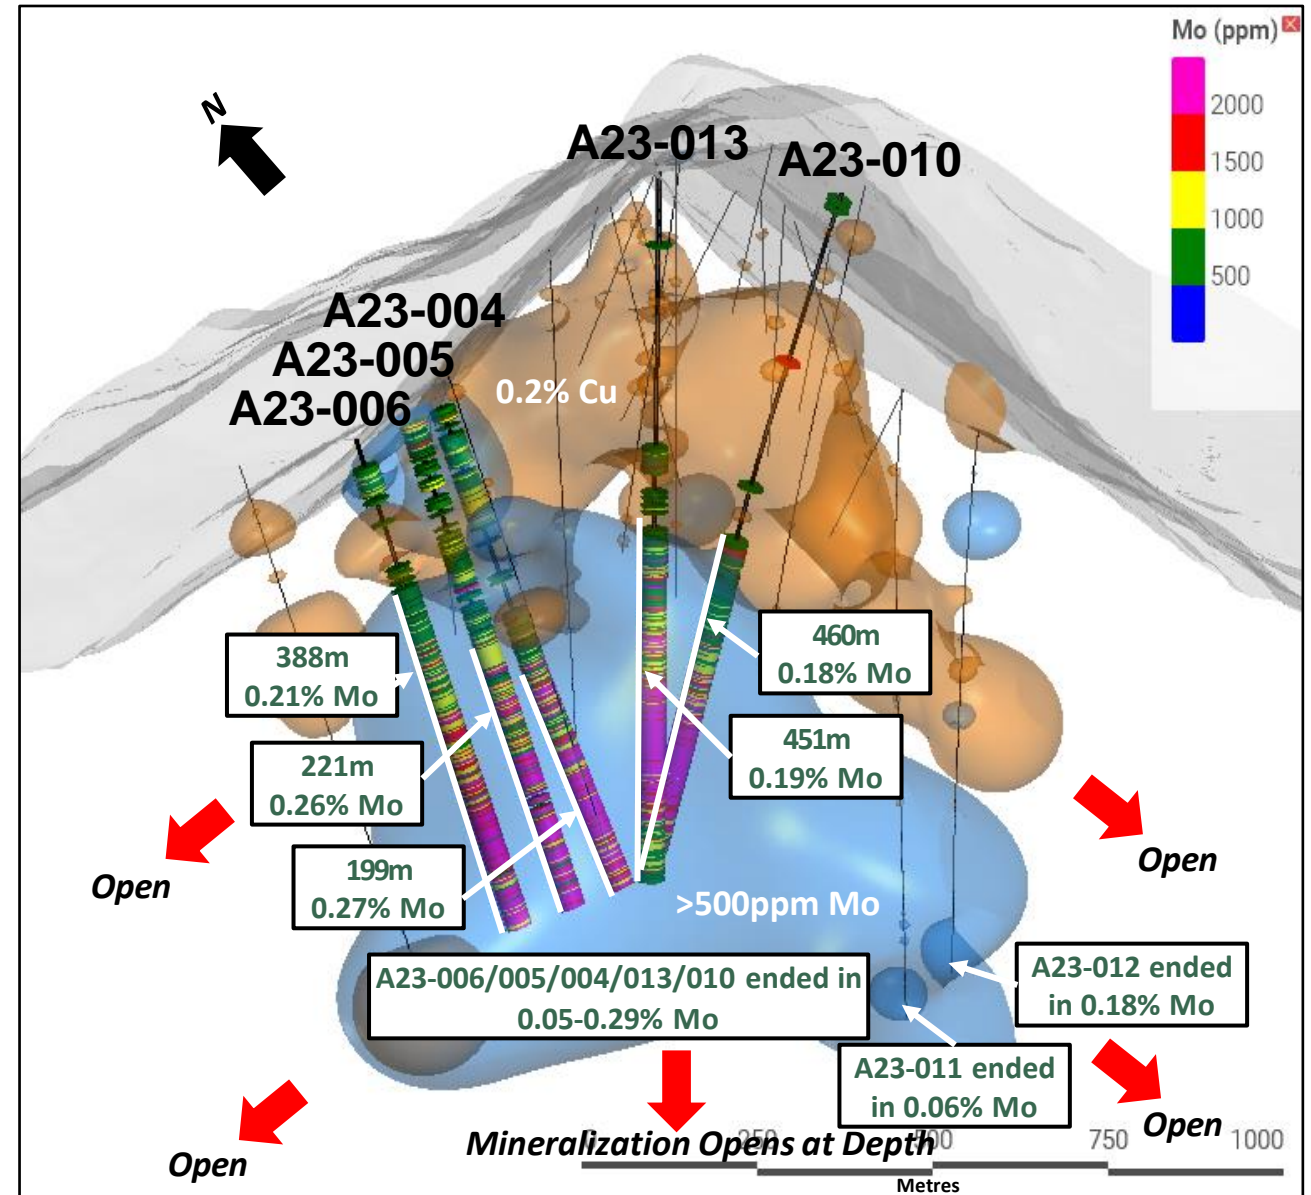 Mo (ppm)
2000
1500
1000
500
N
A23-013
A23-010
A23-004
A23-005
A23-006
0.2% Cu
388m
0.21% Mo
221m
0.26% Mo
199m
0.27% Mo
460m
0.18% Mo
451m
0.19% Mo
>500ppm Mo
Open
Open
A23-006/005/004/013/010 ended in
0.05-0.29% Mo
A23-012 ended
in 0.18% Mo
A23-011 ended
in 0.06% Mo
Open
Open
Mineralization Opens at Depth
0 250 500 750 1000
Metres